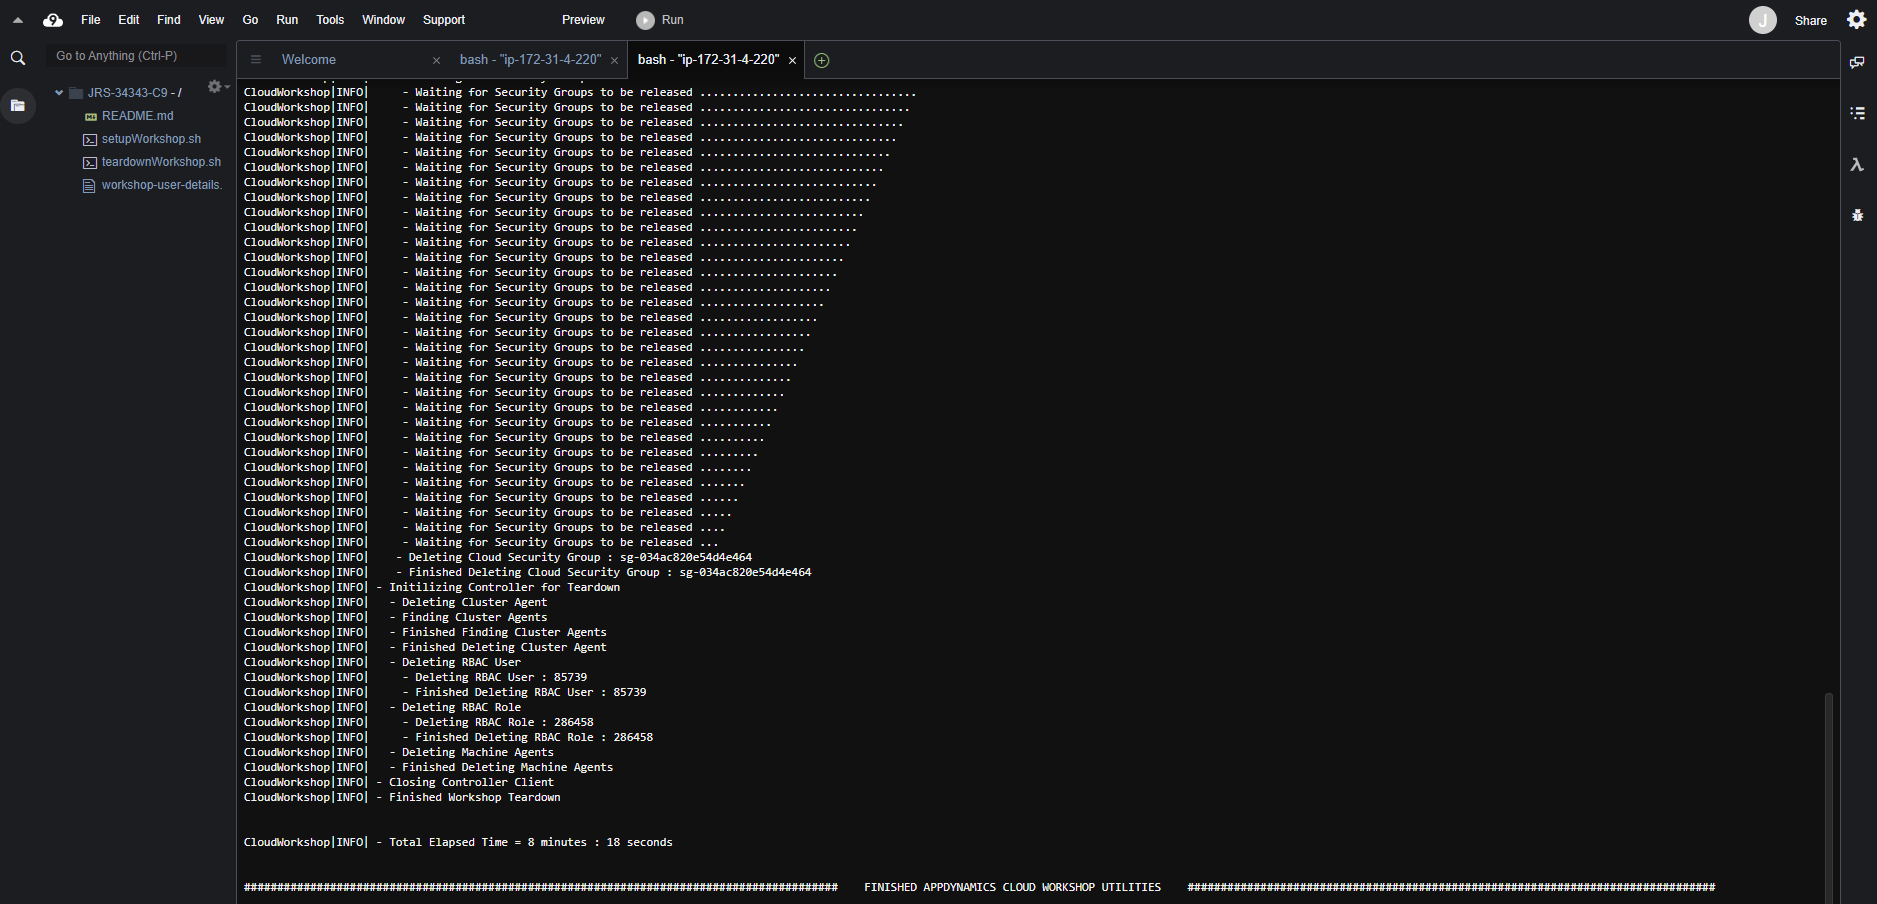 File Edit Find View Go Run Tools Window Support Preview Run J Share
Go to Anything (Ctrl-P)
Welcome
bash - "ip-172-31-4-220"
bash - "ip-172-31-4-220"
JRS-34343-C9 - /
README.md
setupWorkshop.sh
teardownWorkshop.sh
workshop-user-details.
CloudWorkshop|INFO|     - Waiting for Security Groups to be released .................................
CloudWorkshop|INFO|     - Waiting for Security Groups to be released ................................
CloudWorkshop|INFO|     - Waiting for Security Groups to be released ...............................
CloudWorkshop|INFO|     - Waiting for Security Groups to be released ..............................
CloudWorkshop|INFO|     - Waiting for Security Groups to be released .............................
CloudWorkshop|INFO|     - Waiting for Security Groups to be released ............................
CloudWorkshop|INFO|     - Waiting for Security Groups to be released ...........................
CloudWorkshop|INFO|     - Waiting for Security Groups to be released ..........................
CloudWorkshop|INFO|     - Waiting for Security Groups to be released .........................
CloudWorkshop|INFO|     - Waiting for Security Groups to be released ........................
CloudWorkshop|INFO|     - Waiting for Security Groups to be released .......................
CloudWorkshop|INFO|     - Waiting for Security Groups to be released ......................
CloudWorkshop|INFO|     - Waiting for Security Groups to be released .....................
CloudWorkshop|INFO|     - Waiting for Security Groups to be released ....................
CloudWorkshop|INFO|     - Waiting for Security Groups to be released ...................
CloudWorkshop|INFO|     - Waiting for Security Groups to be released ..................
CloudWorkshop|INFO|     - Waiting for Security Groups to be released .................
CloudWorkshop|INFO|     - Waiting for Security Groups to be released ................
CloudWorkshop|INFO|     - Waiting for Security Groups to be released ...............
CloudWorkshop|INFO|     - Waiting for Security Groups to be released ..............
CloudWorkshop|INFO|     - Waiting for Security Groups to be released .............
CloudWorkshop|INFO|     - Waiting for Security Groups to be released ............
CloudWorkshop|INFO|     - Waiting for Security Groups to be released ...........
CloudWorkshop|INFO|     - Waiting for Security Groups to be released ..........
CloudWorkshop|INFO|     - Waiting for Security Groups to be released .........
CloudWorkshop|INFO|     - Waiting for Security Groups to be released ........
CloudWorkshop|INFO|     - Waiting for Security Groups to be released .......
CloudWorkshop|INFO|     - Waiting for Security Groups to be released ......
CloudWorkshop|INFO|     - Waiting for Security Groups to be released .....
CloudWorkshop|INFO|     - Waiting for Security Groups to be released ....
CloudWorkshop|INFO|     - Waiting for Security Groups to be released ...
CloudWorkshop|INFO|    - Deleting Cloud Security Group : sg-034ac820e54d4e464
CloudWorkshop|INFO|    - Finished Deleting Cloud Security Group : sg-034ac820e54d4e464
CloudWorkshop|INFO| - Initilizing Controller for Teardown
CloudWorkshop|INFO|   - Deleting Cluster Agent
CloudWorkshop|INFO|   - Finding Cluster Agents
CloudWorkshop|INFO|   - Finished Finding Cluster Agents
CloudWorkshop|INFO|   - Finished Deleting Cluster Agent
CloudWorkshop|INFO|   - Deleting RBAC User
CloudWorkshop|INFO|     - Deleting RBAC User : 85739
CloudWorkshop|INFO|     - Finished Deleting RBAC User : 85739
CloudWorkshop|INFO|   - Deleting RBAC Role
CloudWorkshop|INFO|     - Deleting RBAC Role : 286458
CloudWorkshop|INFO|     - Finished Deleting RBAC Role : 286458
CloudWorkshop|INFO|   - Deleting Machine Agents
CloudWorkshop|INFO|   - Finished Deleting Machine Agents
CloudWorkshop|INFO| - Closing Controller Client
CloudWorkshop|INFO| - Finished Workshop Teardown
CloudWorkshop|INFO| - Total Elapsed Time = 8 minutes : 18 seconds
##########################################################################################    FINISHED APPDYNAMICS CLOUD WORKSHOP UTILITIES    ################################################################################